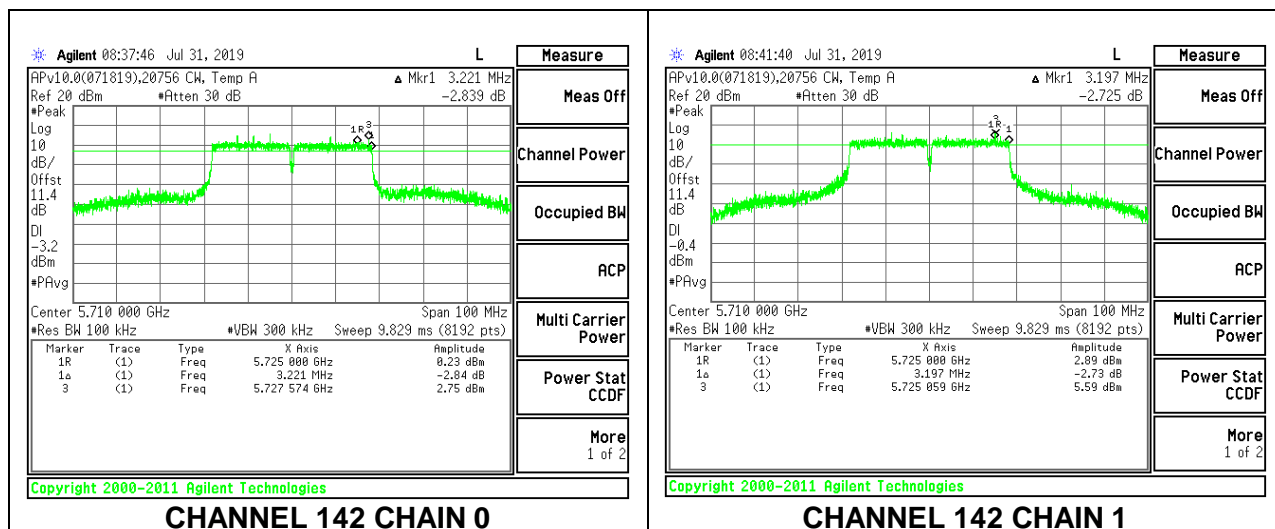 Agilent 08:37:46 Jul 31, 2019 L
APv10.0(071819),20756 CW, Temp A Δ Mkr1 3.221 MHz
Ref 20 dBm #Atten 30 dB -2.839 dB
#Peak
Log
10
dB/
Offst
11.4
dB
DI
-3.2
dBm
#PAvg
1R 3
1
Center 5.710 000 GHz Span 100 MHz
#Res BW 100 kHz #VBW 300 kHz Sweep 9.829 ms (8192 pts)
Marker Trace Type X Axis Amplitude
1R (1) Freq 5.725 000 GHz 0.23 dBm
1Δ (1) Freq 3.221 MHz -2.84 dB
3 (1) Freq 5.727 574 GHz 2.75 dBm
Measure
Meas Off
Channel Power
Occupied BW
ACP
Multi Carrier
Power
Power Stat
CCDF
More
1 of 2
Copyright 2000-2011 Agilent Technologies
CHANNEL 142 CHAIN 0
Agilent 08:41:40 Jul 31, 2019 L
APv10.0(071819),20756 CW, Temp A Δ Mkr1 3.197 MHz
Ref 20 dBm #Atten 30 dB -2.725 dB
#Peak
Log
10
dB/
Offst
11.4
dB
DI
-0.4
dBm
#PAvg
3
1R 1
Center 5.710 000 GHz Span 100 MHz
#Res BW 100 kHz #VBW 300 kHz Sweep 9.829 ms (8192 pts)
Marker Trace Type X Axis Amplitude
1R (1) Freq 5.725 000 GHz 2.89 dBm
1Δ (1) Freq 3.197 MHz -2.73 dB
3 (1) Freq 5.725 059 GHz 5.59 dBm
Measure
Meas Off
Channel Power
Occupied BW
ACP
Multi Carrier
Power
Power Stat
CCDF
More
1 of 2
Copyright 2000-2011 Agilent Technologies
CHANNEL 142 CHAIN 1